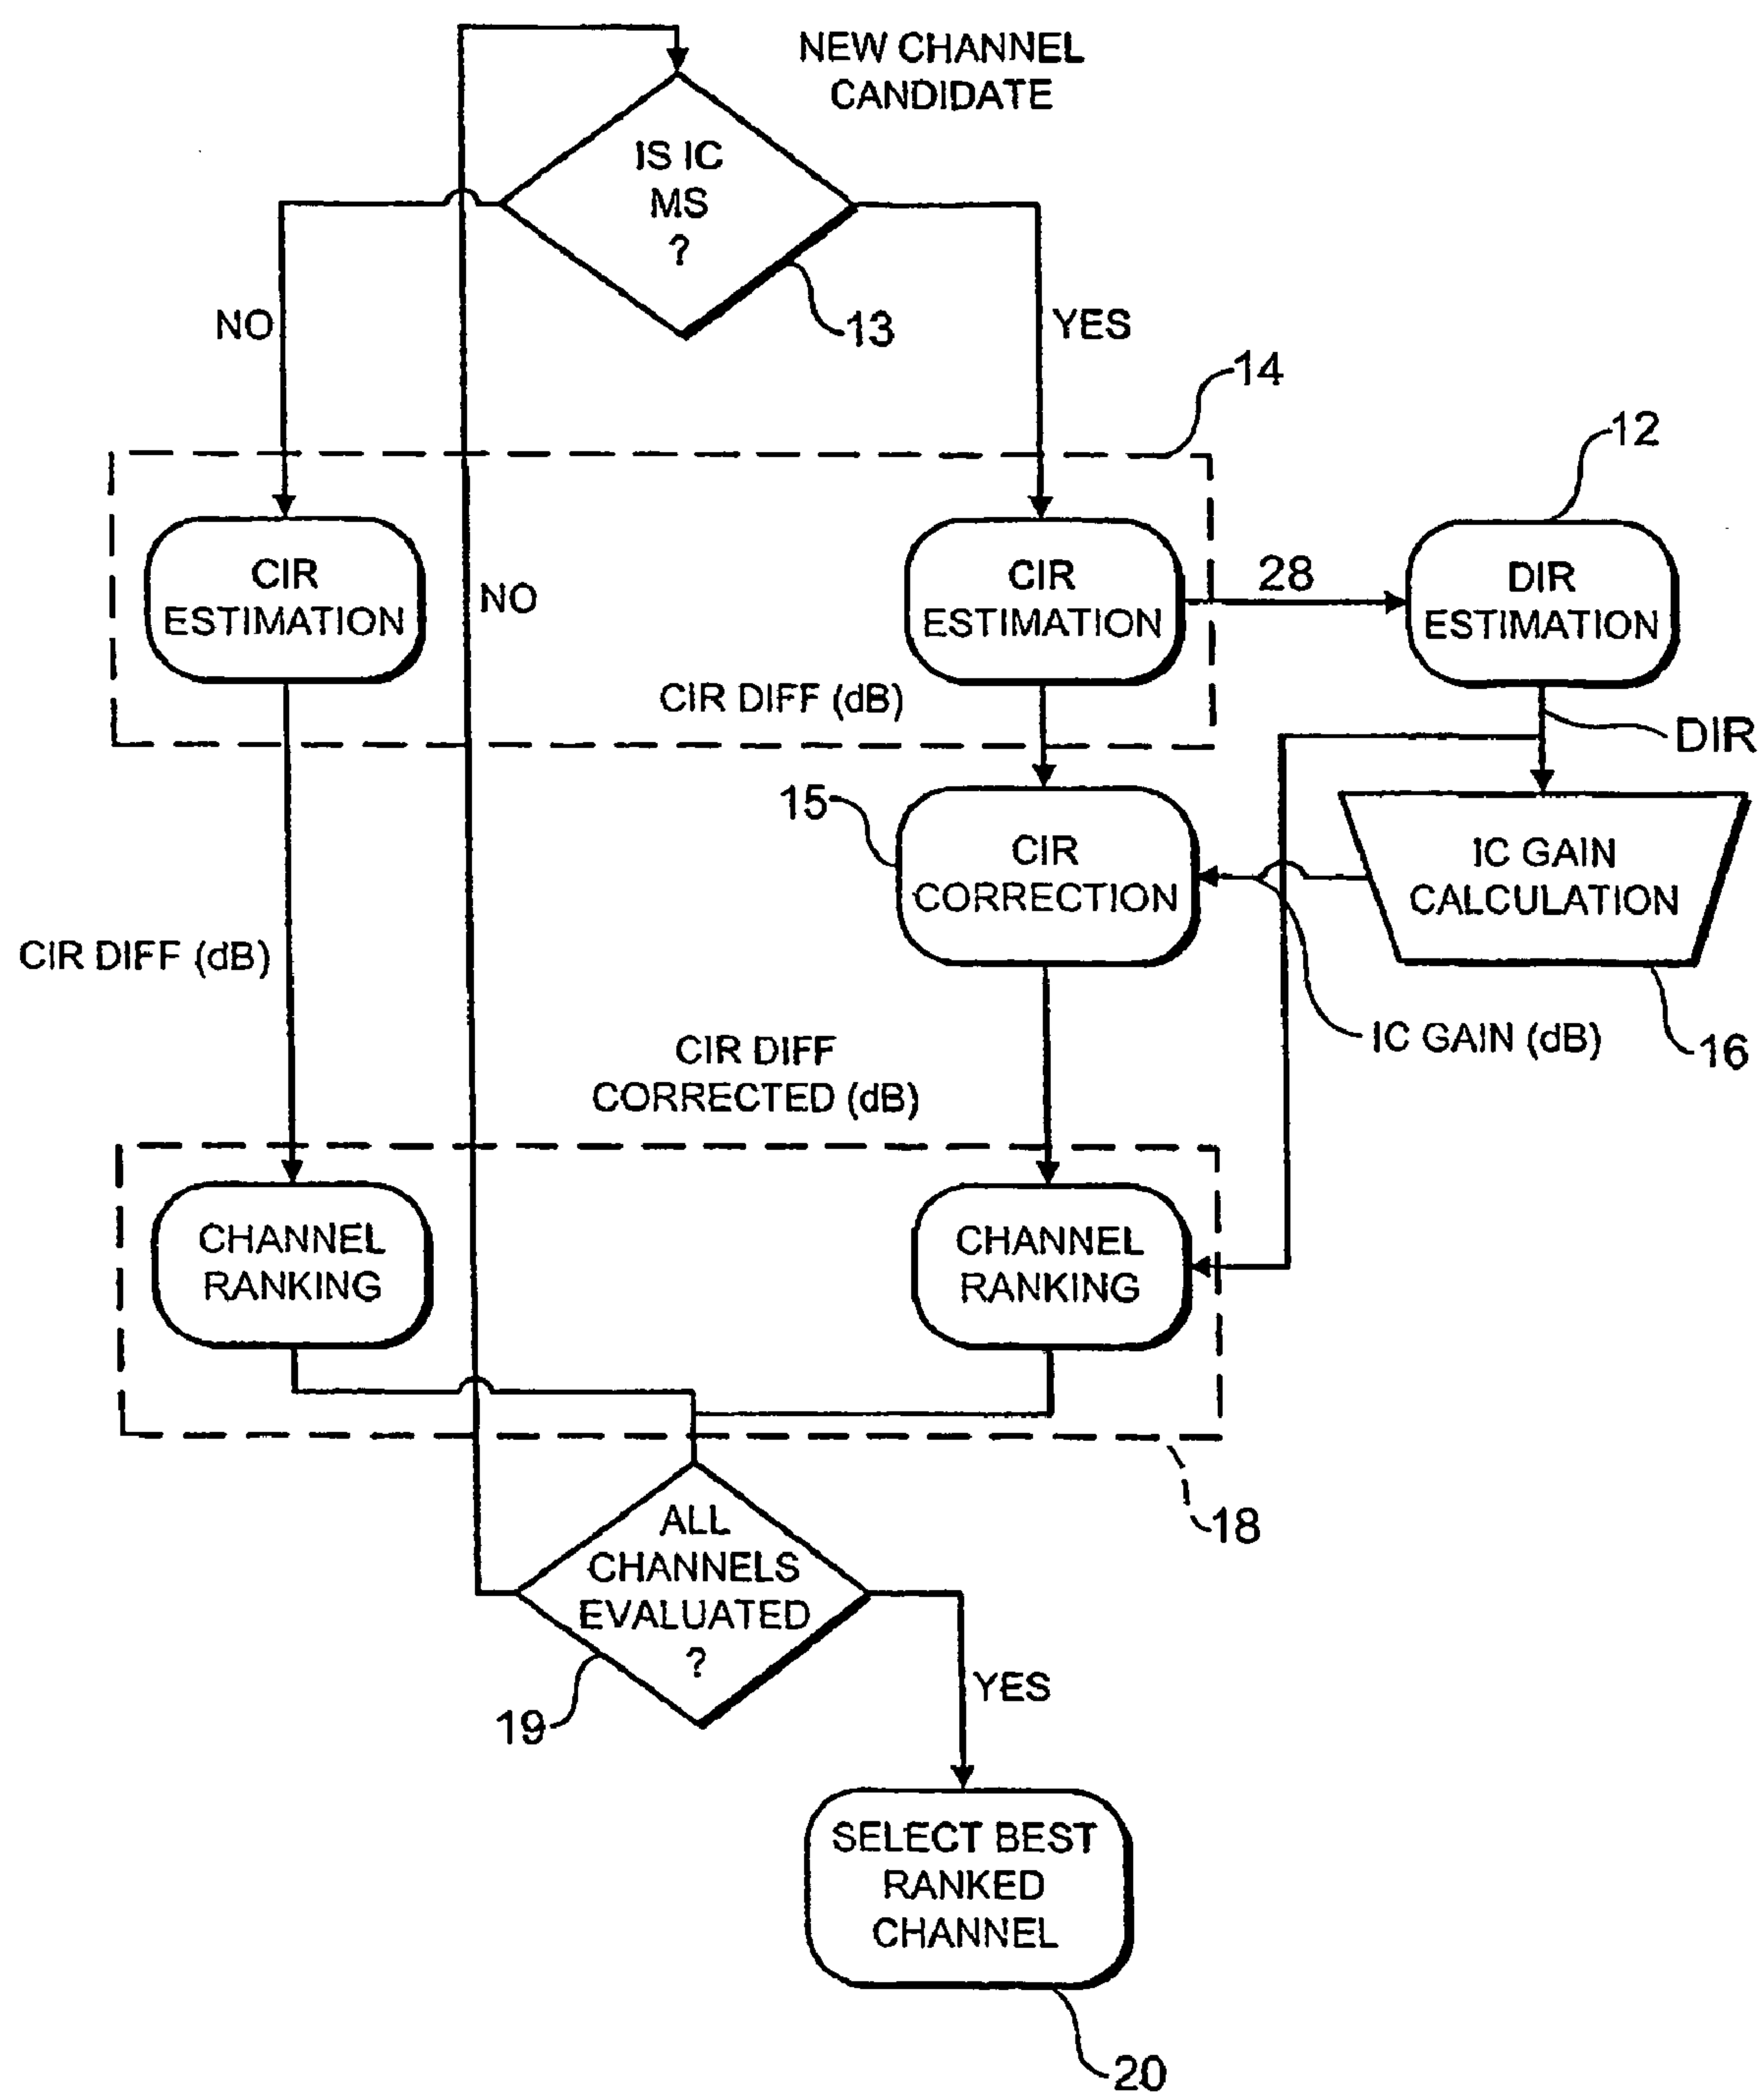 NEW CHANNEL
CANDIDATE
IS IC
MS
?
13
NO
YES
14
12
CIR
ESTIMATION
NO
CIR
ESTIMATION
28
DIR
ESTIMATION
CIR DIFF (dB)
DIR
15
CIR
CORRECTION
IC GAIN
CALCULATION
CIR DIFF (dB)
IC GAIN (dB)
16
CIR DIFF
CORRECTED (dB)
CHANNEL
RANKING
CHANNEL
RANKING
18
ALL
CHANNELS
EVALUATED
?
19
YES
SELECT BEST
RANKED
CHANNEL
20